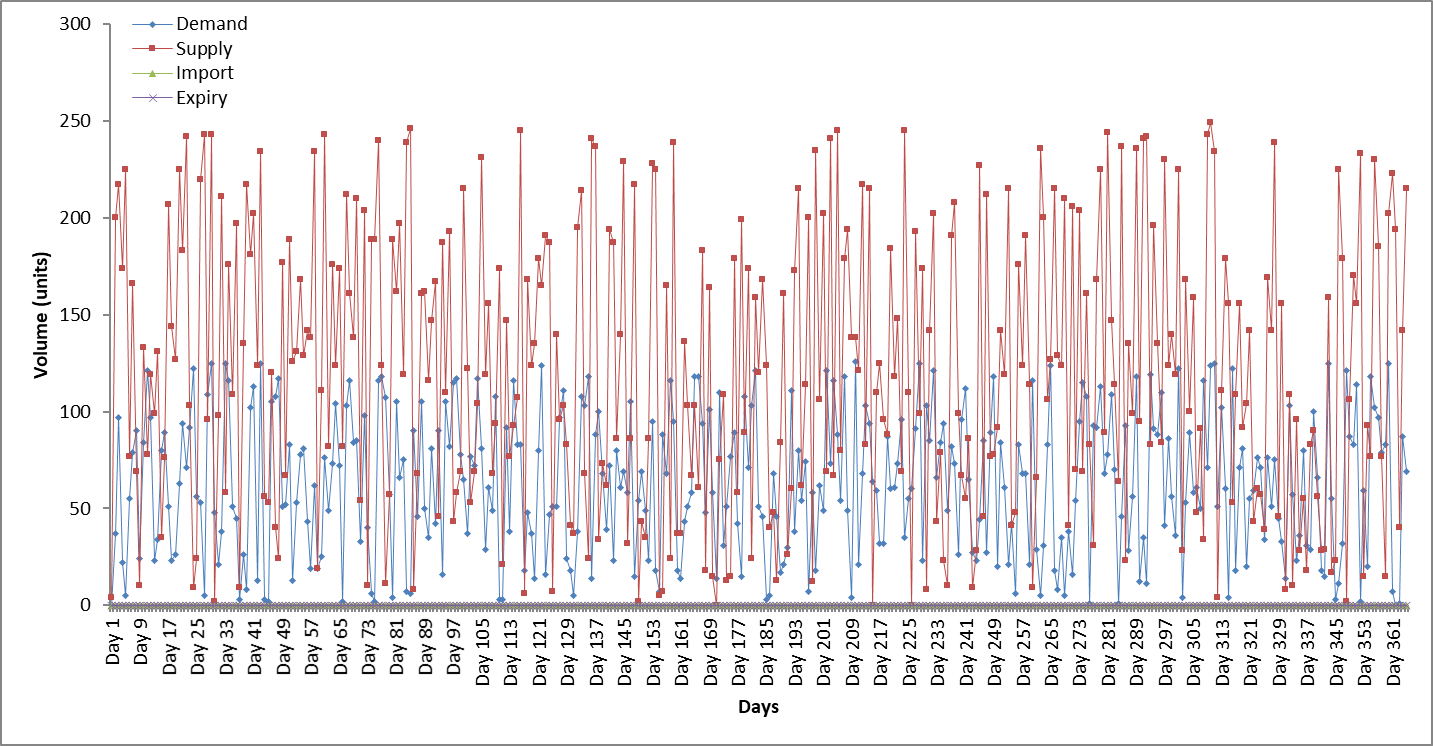 300
250
200
150
100
50
0
Volume (units)
Demand
Supply
Import
Expiry
Day 1
Day 9
Day 17
Day 25
Day 33
Day 41
Day 49
Day 57
Day 65
Day 73
Day 81
Day 89
Day 97
Day 105
Day 113
Day 121
Day 129
Day 137
Day 145
Day 153
Day 161
Day 169
Day 177
Day 185
Day 193
Day 201
Day 209
Day 217
Day 225
Day 233
Day 241
Day 249
Day 257
Day 265
Day 273
Day 281
Day 289
Day 297
Day 305
Day 313
Day 321
Day 329
Day 337
Day 345
Day 353
Day 361
Days